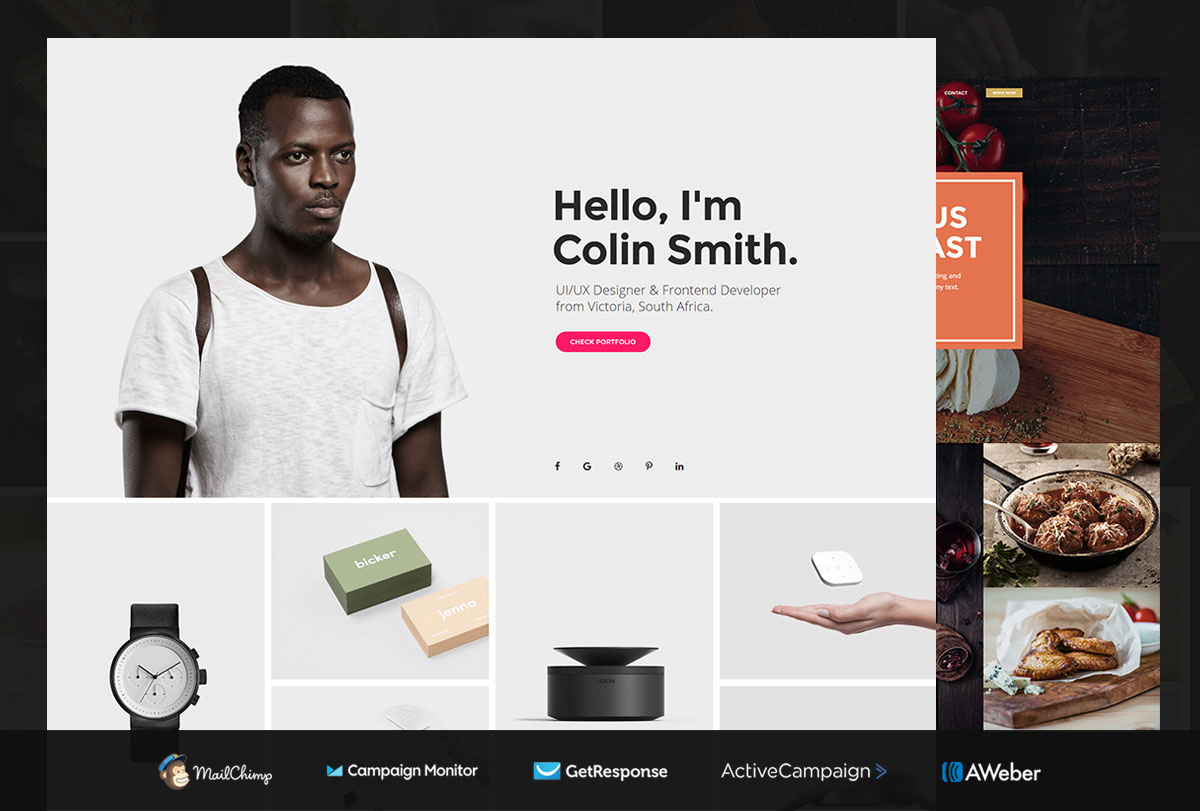 CONTACT
BOOK NOW
Hello, I'm
Colin Smith.
UI/UX Designer & Frontend Developer
from Victoria, South Africa.
CHECK PORTFOLIO
US
AST
ding and
my text.
bicker
jenna
MailChimp
Campaign Monitor
GetResponse
ActiveCampaign
AWeber